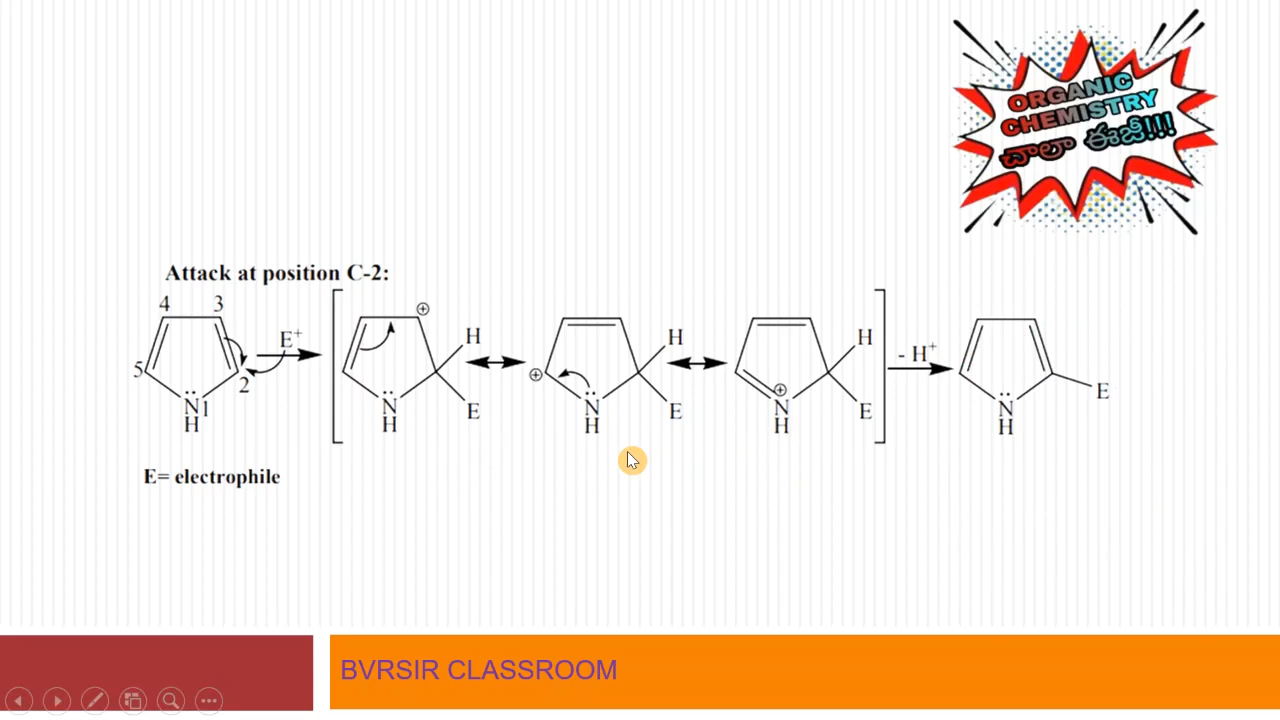 ORGANIC
CHEMISTRY
చాలా ఈజీ!!!
Attack at position C-2:
4 3
5 2
N1
H
E+
⊕
H
E
N
H
⊕
H
E
N
H
⊕
H
E
N
H
- H+
E
N
H
E= electrophile
BVRSIR CLASSROOM